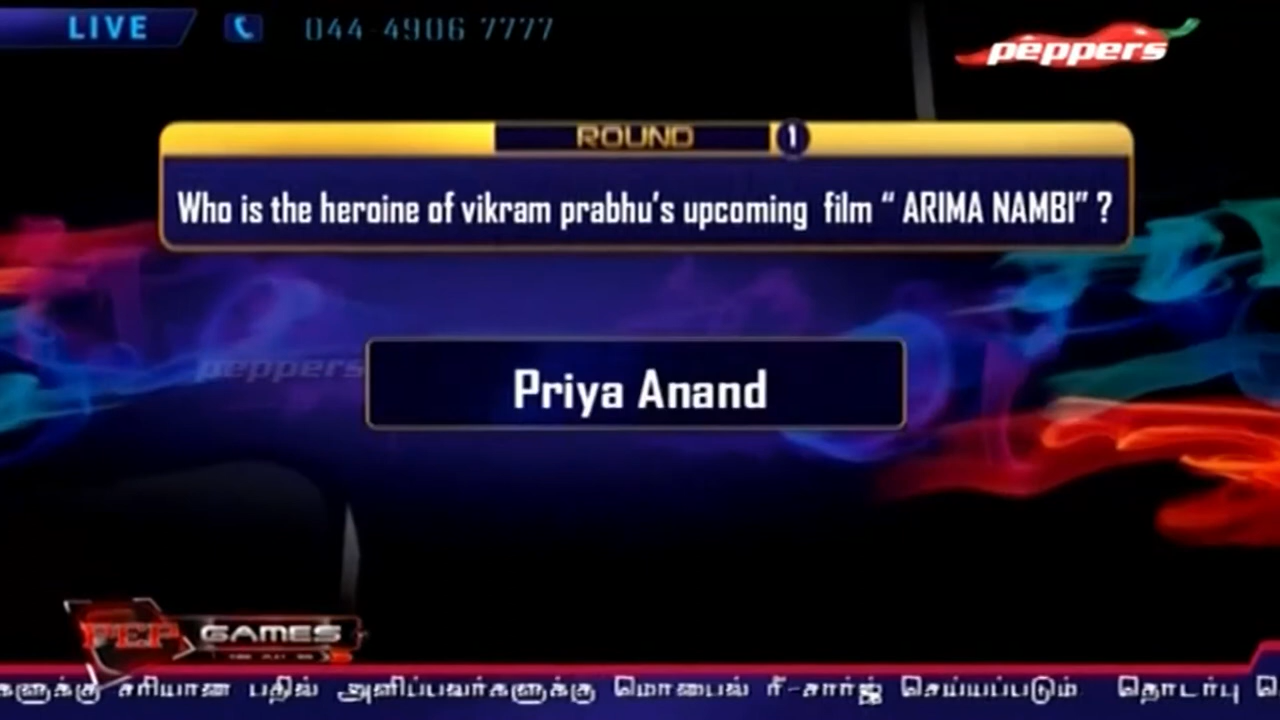 LIVE 044-4906 7777
peppers
ROUND 1
Who is the heroine of vikram prabhu's upcoming film “ ARIMA NAMBI” ?
peppers
Priya Anand
PEP GAMES
களுக்கு சரியான பதில் அளிப்பவர்களுக்கு மொபைல் ரீ-சார்ஜ் செய்யப்படும் தொடர்பு